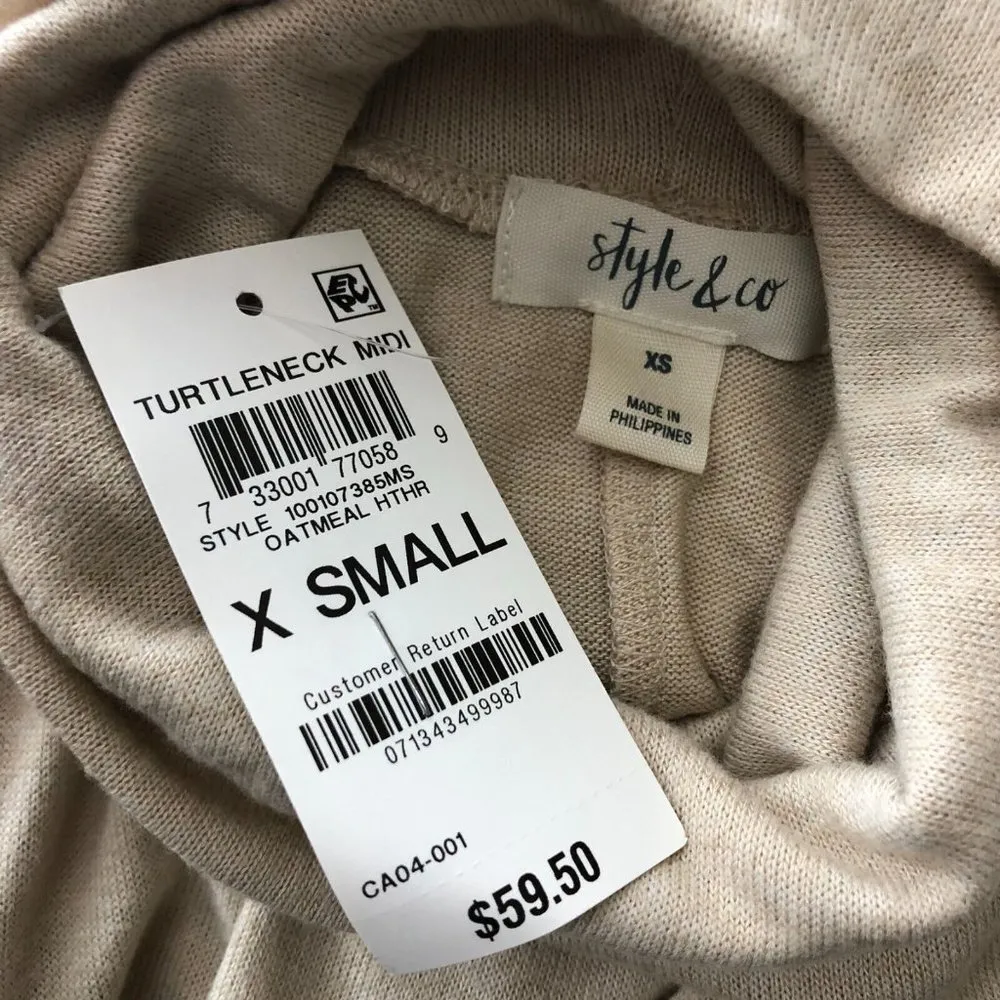 EPC™
TURTLENECK MIDI
7 33001 77058 9
STYLE 100107385MS
OATMEAL HTHR
X SMALL
Customer Return Label
071343499987
CA04-001
$59.50
style & co
XS
MADE IN
PHILIPPINES